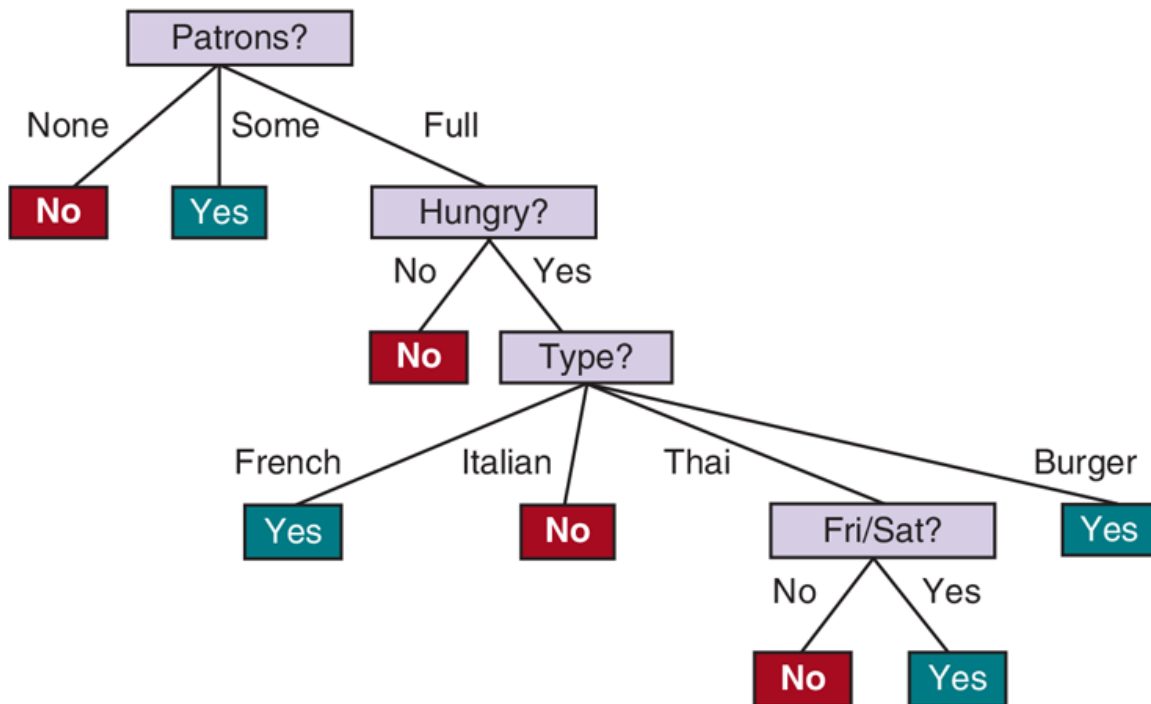 Patrons?
None Some Full
No Yes Hungry?
No Yes
No Type?
French Italian Thai Burger
Yes No Fri/Sat? Yes
No Yes
No Yes